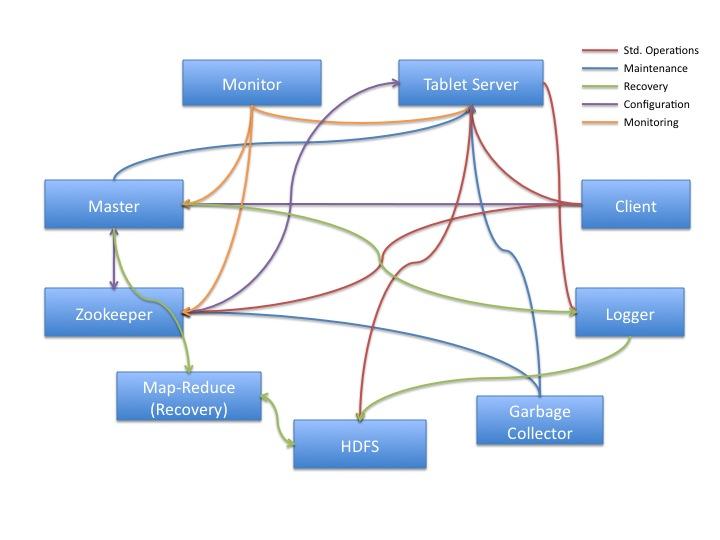 Std. Operations
Maintenance
Recovery
Configuration
Monitoring
Monitor
Tablet Server
Master
Client
Zookeeper
Logger
Map-Reduce
(Recovery)
Garbage
Collector
HDFS